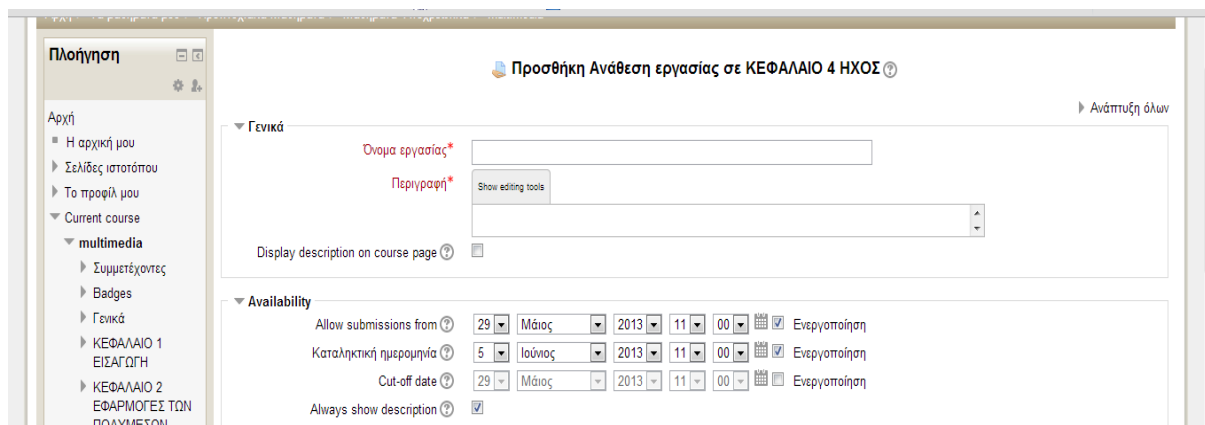 Πλοήγηση
Προσθήκη Ανάθεση εργασίας σε ΚΕΦΑΛΑΙΟ 4 ΗΧΟΣ
Ανάπτυξη όλων
Αρχή
Η αρχική μου
Σελίδες ιστοτόπου
Το προφίλ μου
Current course
multimedia
Συμμετέχοντες
Badges
Γενικά
ΚΕΦΑΛΑΙΟ 1
ΕΙΣΑΓΩΓΗ
ΚΕΦΑΛΑΙΟ 2
ΕΦΑΡΜΟΓΕΣ ΤΩΝ
ΠΟΛΥΜΕΣΩΝ
Γενικά
Όνομα εργασίας*
Περιγραφή* Show editing tools
Display description on course page
Availability
Allow submissions from 29 Μάιος 2013 11 00 Ενεργοποίηση
Καταληκτική ημερομηνία 5 Ιούνιος 2013 11 00 Ενεργοποίηση
Cut-off date 29 Μάιος 2013 11 00 Ενεργοποίηση
Always show description